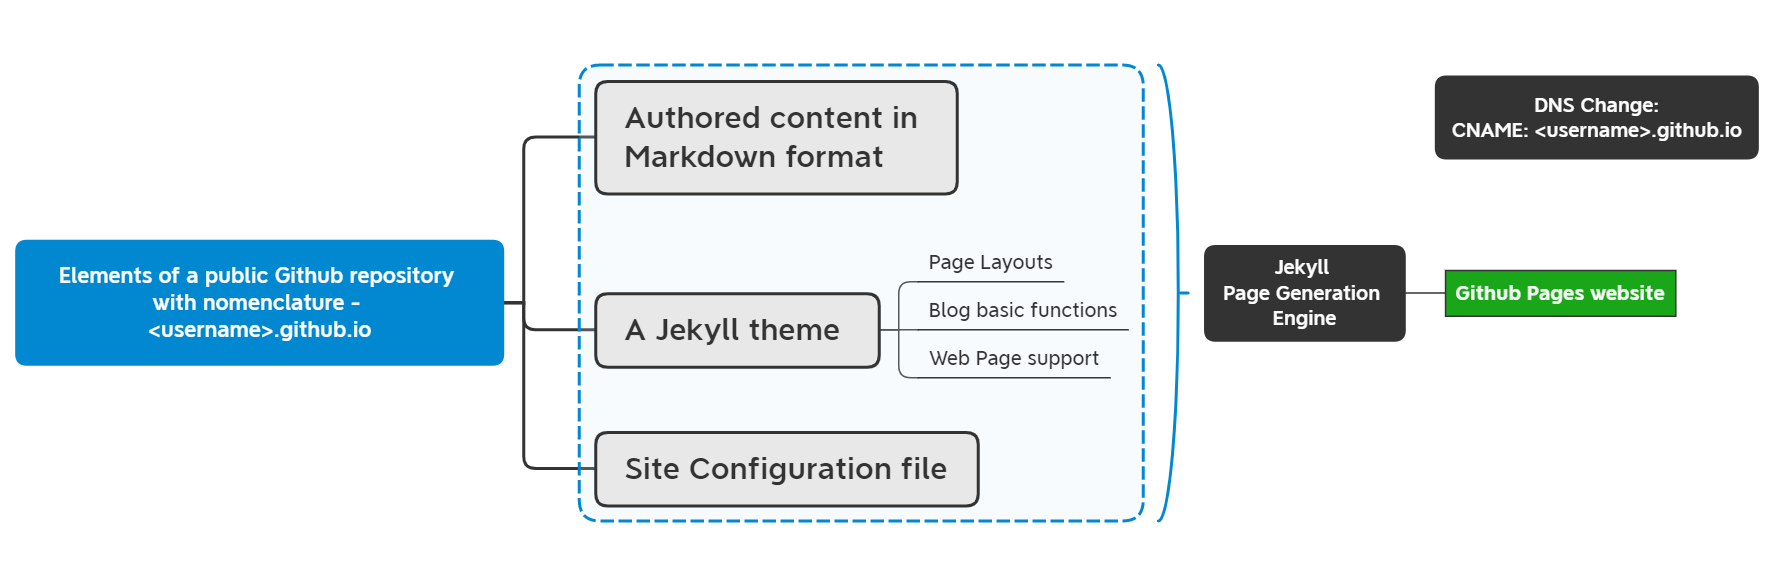 Elements of a public Github repository
with nomenclature -
<username>.github.io
Authored content in
Markdown format
A Jekyll theme
Page Layouts
Blog basic functions
Web Page support
Site Configuration file
Jekyll
Page Generation
Engine
DNS Change:
CNAME: <username>.github.io
Github Pages website